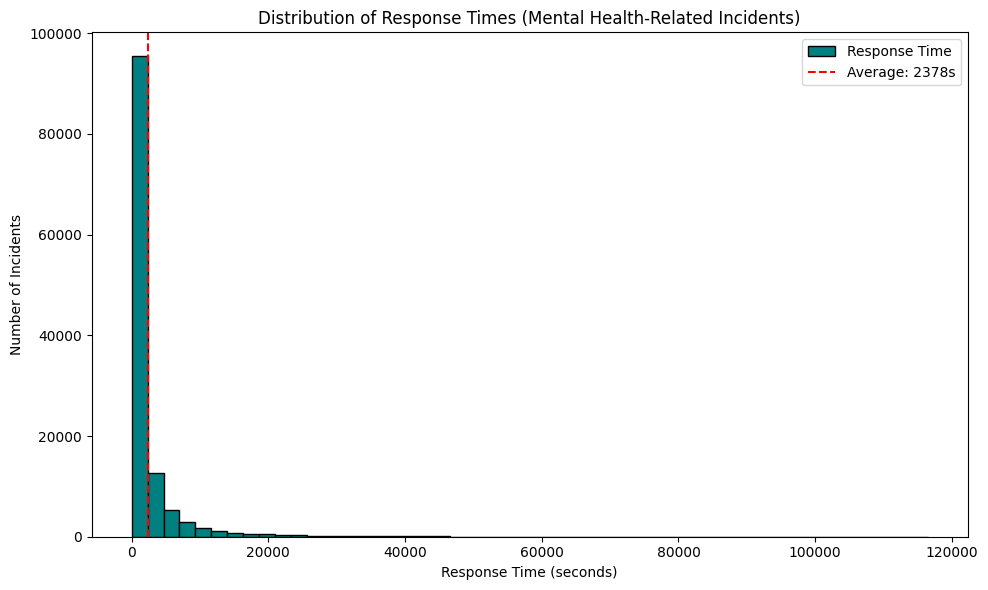 Distribution of Response Times (Mental Health-Related Incidents)
Response Time
Average: 2378s
Number of Incidents
100000
80000
60000
40000
20000
0
0 20000 40000 60000 80000 100000 120000
Response Time (seconds)